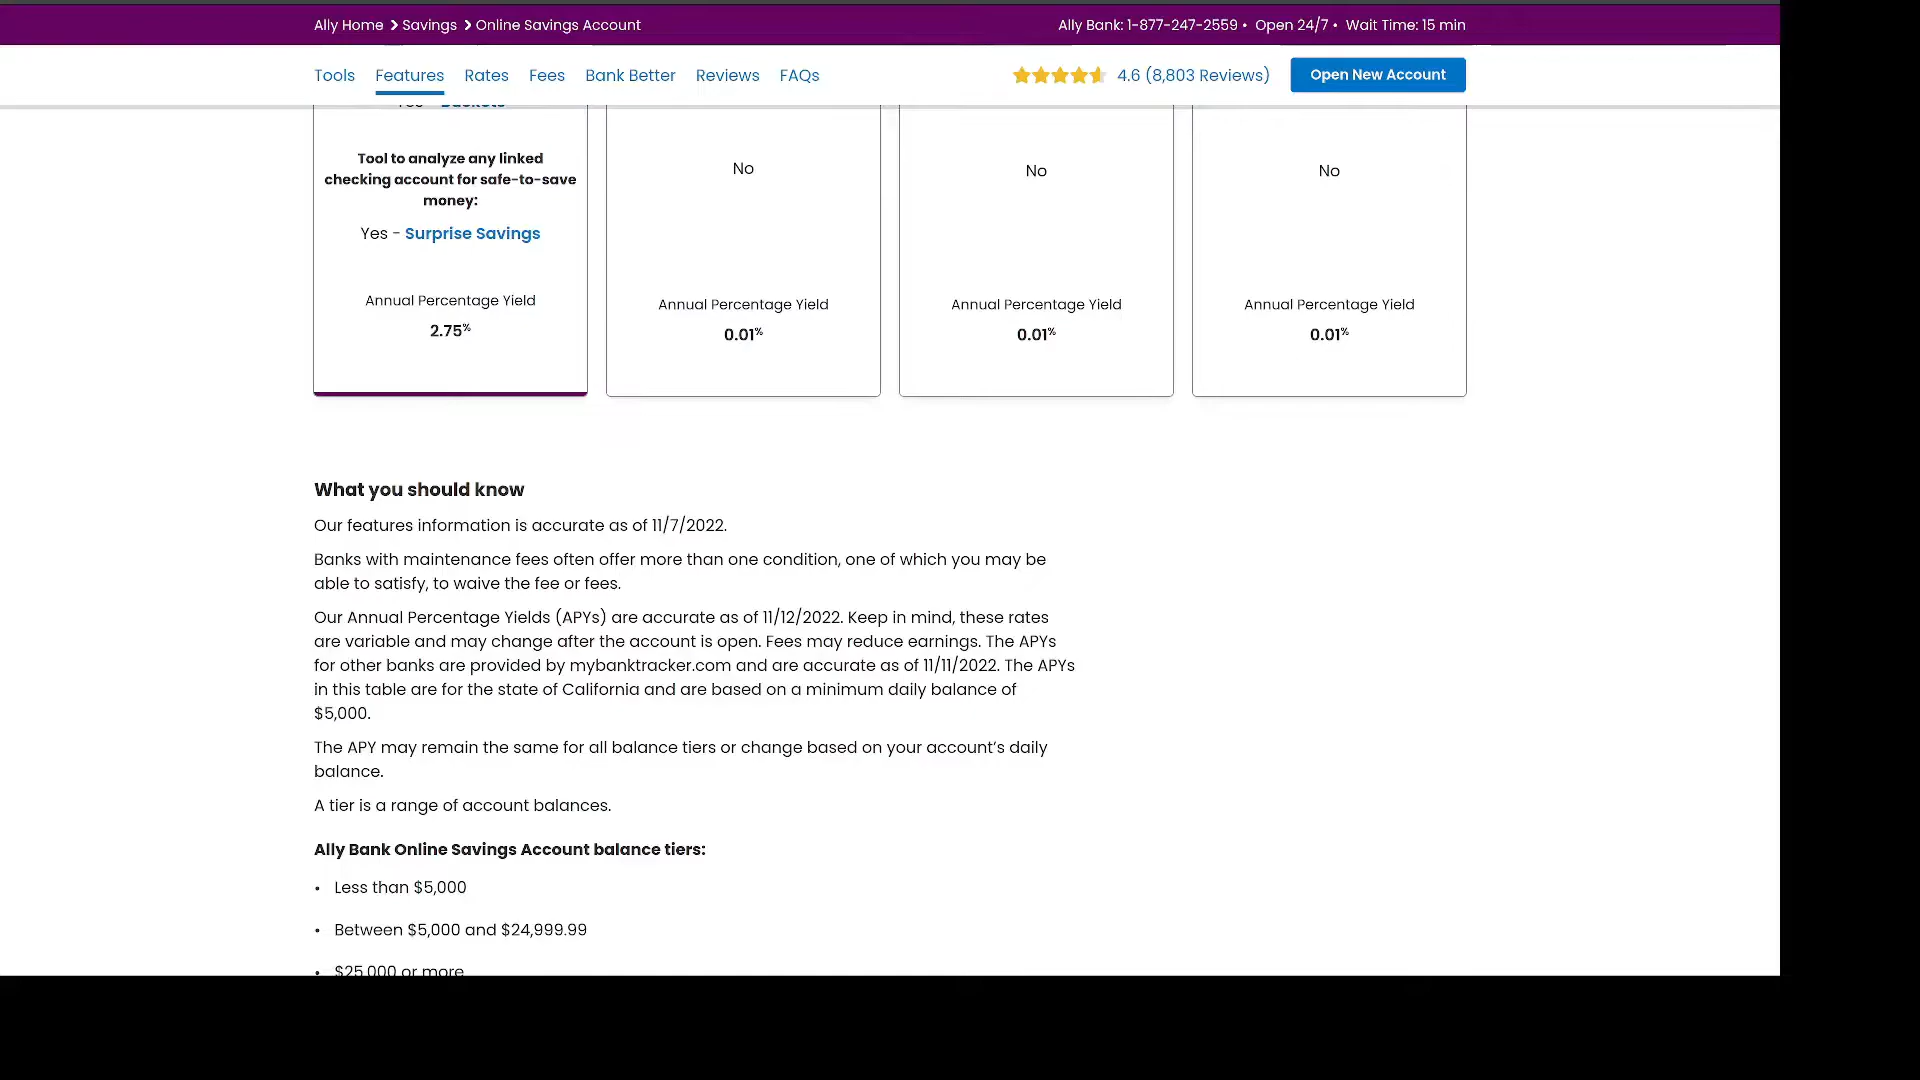 Ally Home > Savings > Online Savings Account
Ally Bank: 1-877-247-2559 • Open 24/7 • Wait Time: 15 min
Tools Features Rates Fees Bank Better Reviews FAQs
4.6 (8,803 Reviews)
Open New Account
Yes - Buckets
Tool to analyze any linked
checking account for safe-to-save
money:
Yes - Surprise Savings
Annual Percentage Yield
2.75%
No
Annual Percentage Yield
0.01%
No
Annual Percentage Yield
0.01%
No
Annual Percentage Yield
0.01%
What you should know
Our features information is accurate as of 11/7/2022.
Banks with maintenance fees often offer more than one condition, one of which you may be
able to satisfy, to waive the fee or fees.
Our Annual Percentage Yields (APYs) are accurate as of 11/12/2022. Keep in mind, these rates
are variable and may change after the account is open. Fees may reduce earnings. The APYs
for other banks are provided by mybanktracker.com and are accurate as of 11/11/2022. The APYs
in this table are for the state of California and are based on a minimum daily balance of
$5,000.
The APY may remain the same for all balance tiers or change based on your account’s daily
balance.
A tier is a range of account balances.
Ally Bank Online Savings Account balance tiers:
• Less than $5,000
• Between $5,000 and $24,999.99
• $25,000 or more